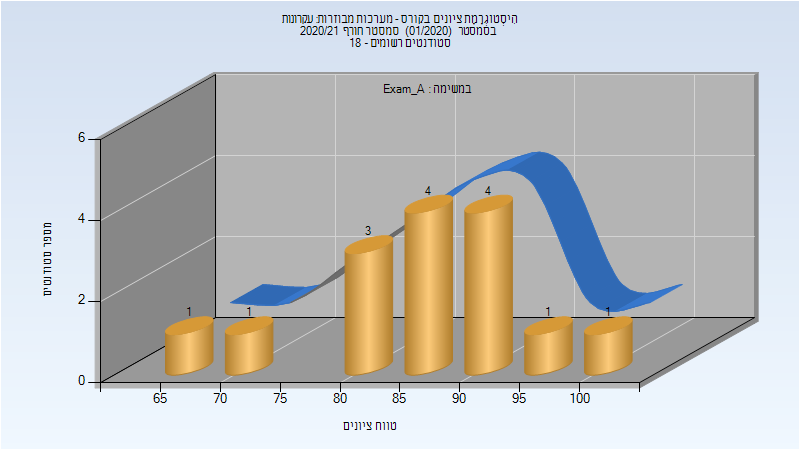 היסטוגרמת ציונים בקורס - מערכות מבוזרות: עקרונות
בסמסטר (01/2020) סמסטר חורף 2020/21
סטודנטים רשומים - 18
במשימה : Exam_A
6
4
2
0
מספר סטודנטים
1
1
3
4
4
1
1
65 70 75 80 85 90 95 100
טווח ציונים